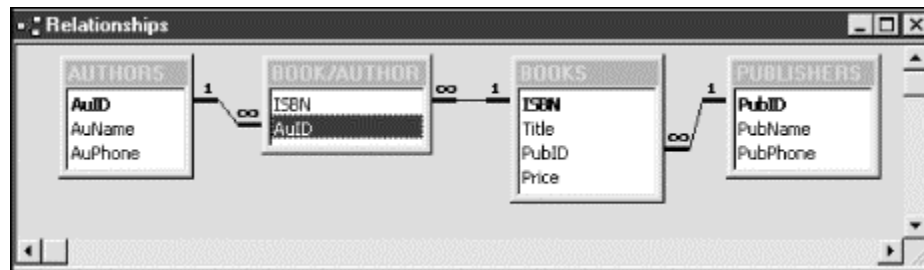 Relationships
AUTHORS
AuID
AuName
AuPhone
1
∞
BOOK/AUTHOR
ISBN
AuID
∞
1
BOOKS
ISBN
Title
PubID
Price
∞
1
PUBLISHERS
PubID
PubName
PubPhone